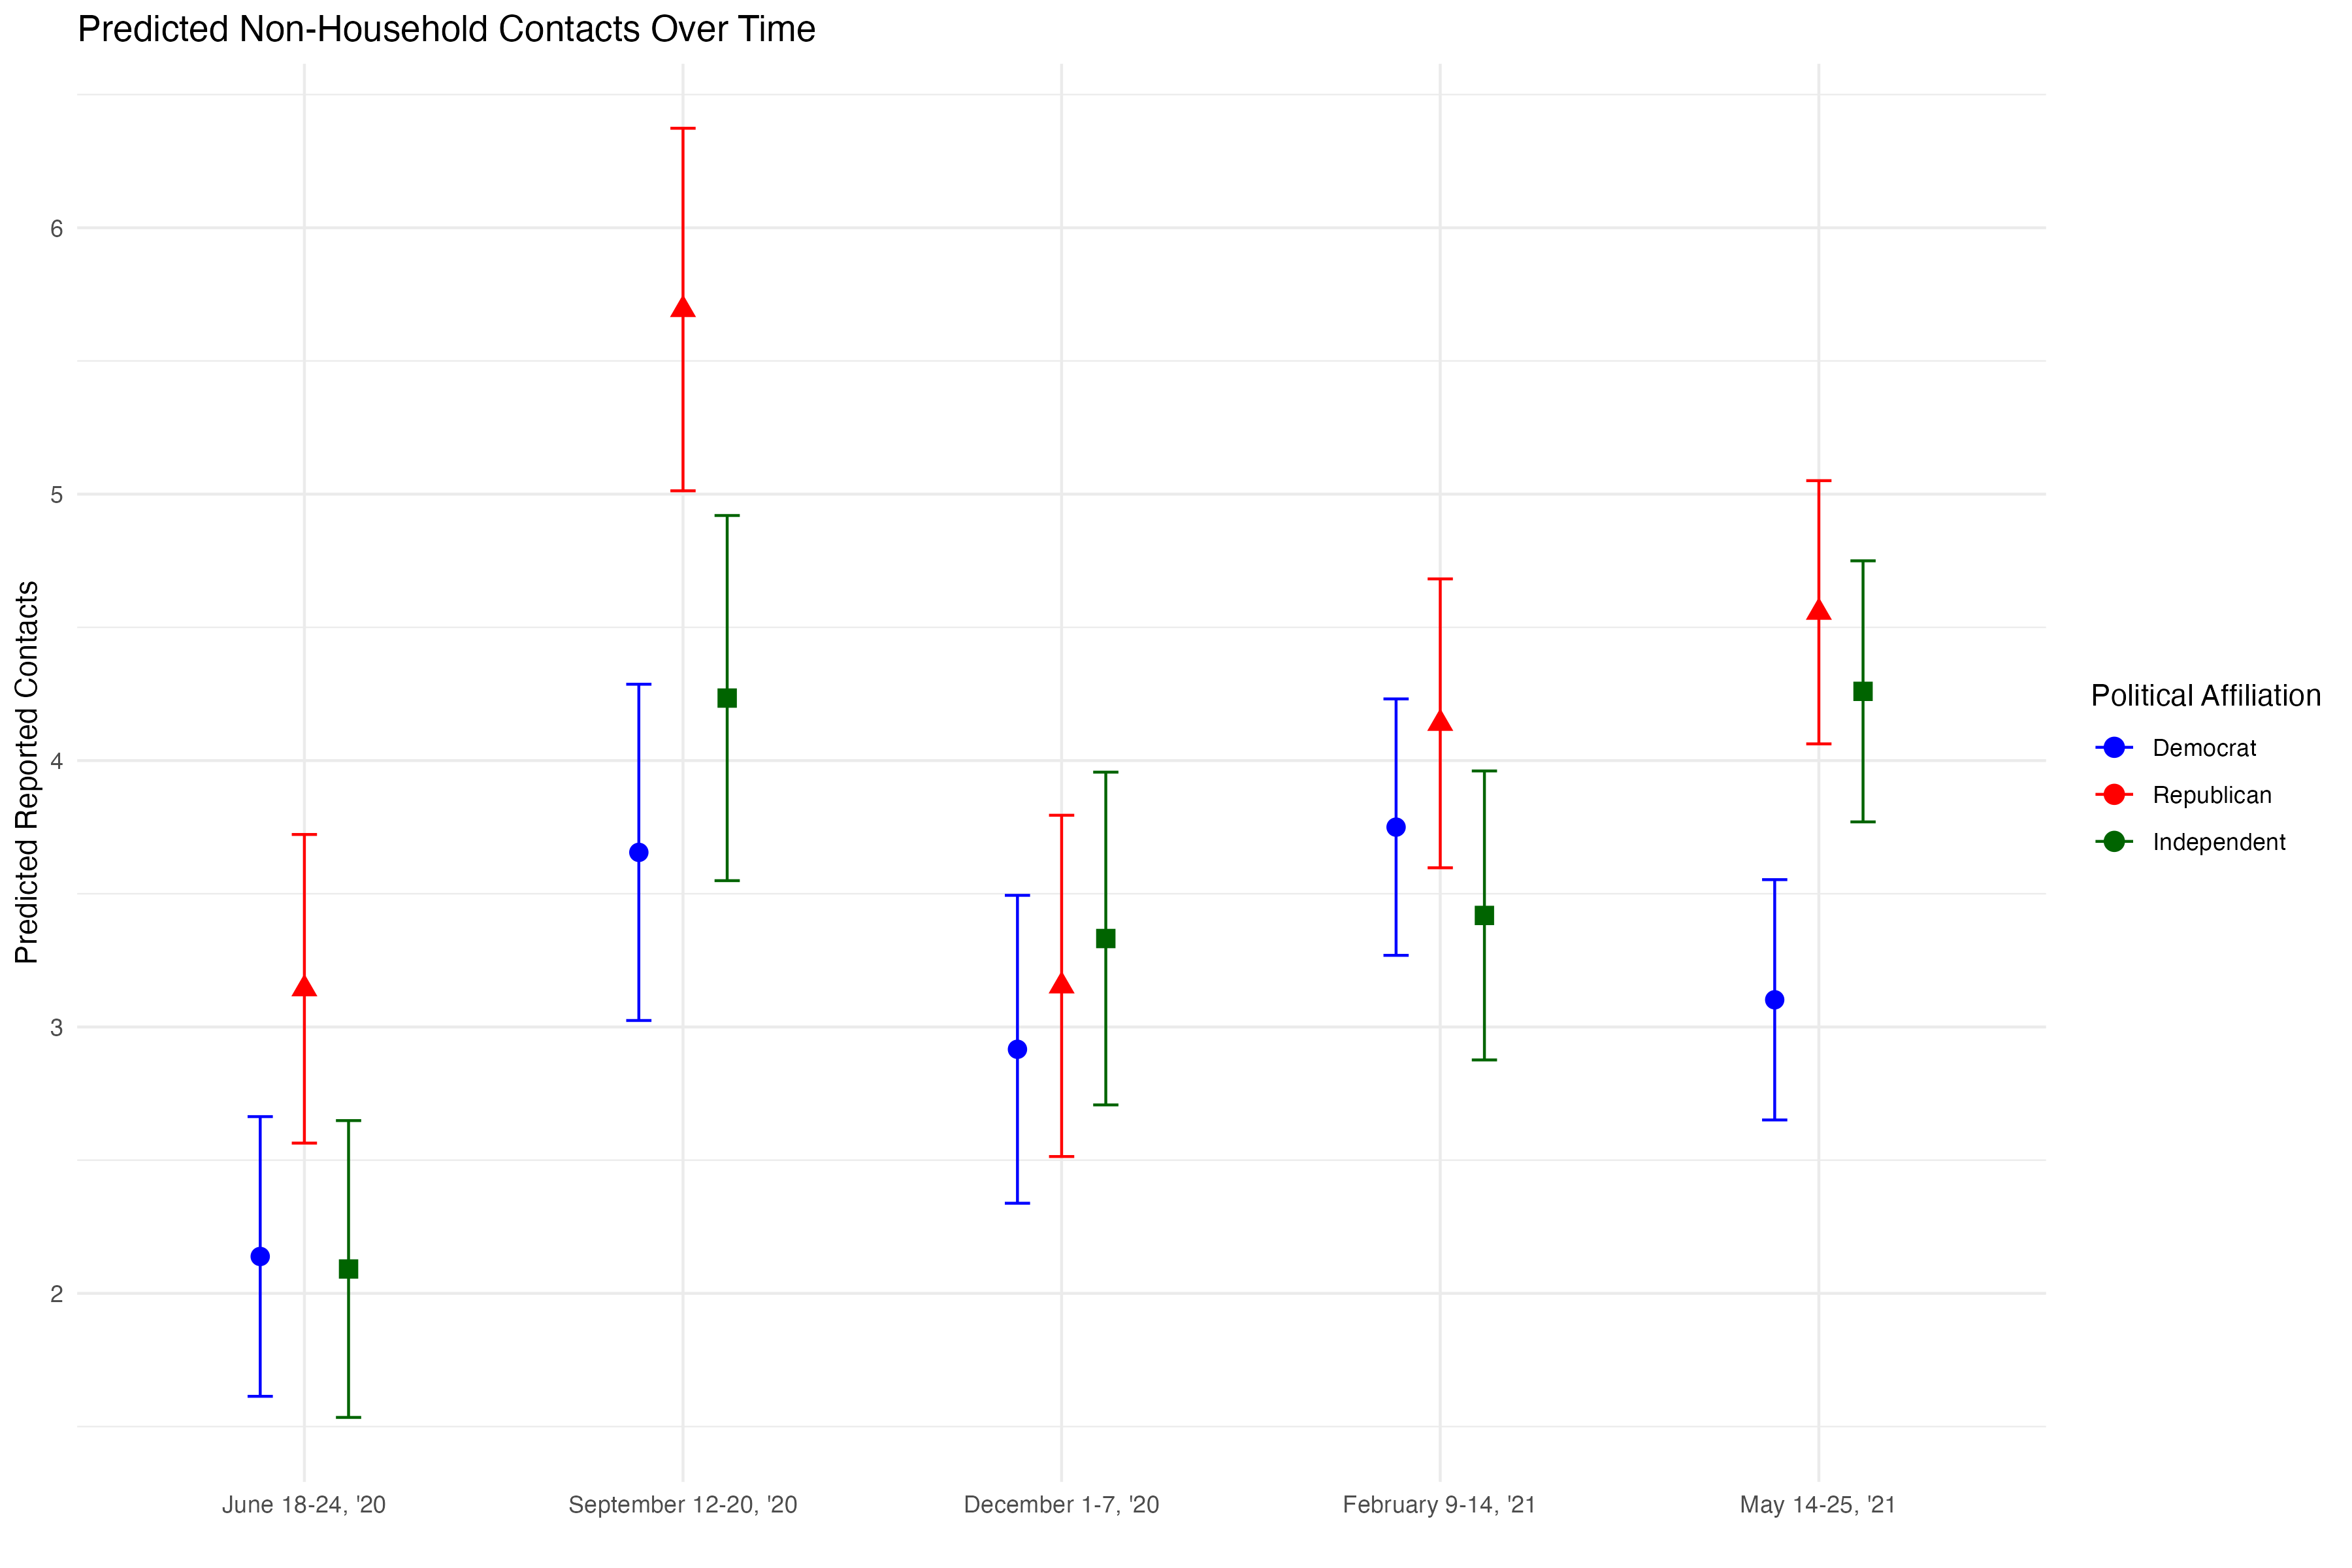 Predicted Non-Household Contacts Over Time
Predicted Reported Contacts
6
5
4
3
2
June 18-24, '20
September 12-20, '20
December 1-7, '20
February 9-14, '21
May 14-25, '21
Political Affiliation
Democrat
Republican
Independent